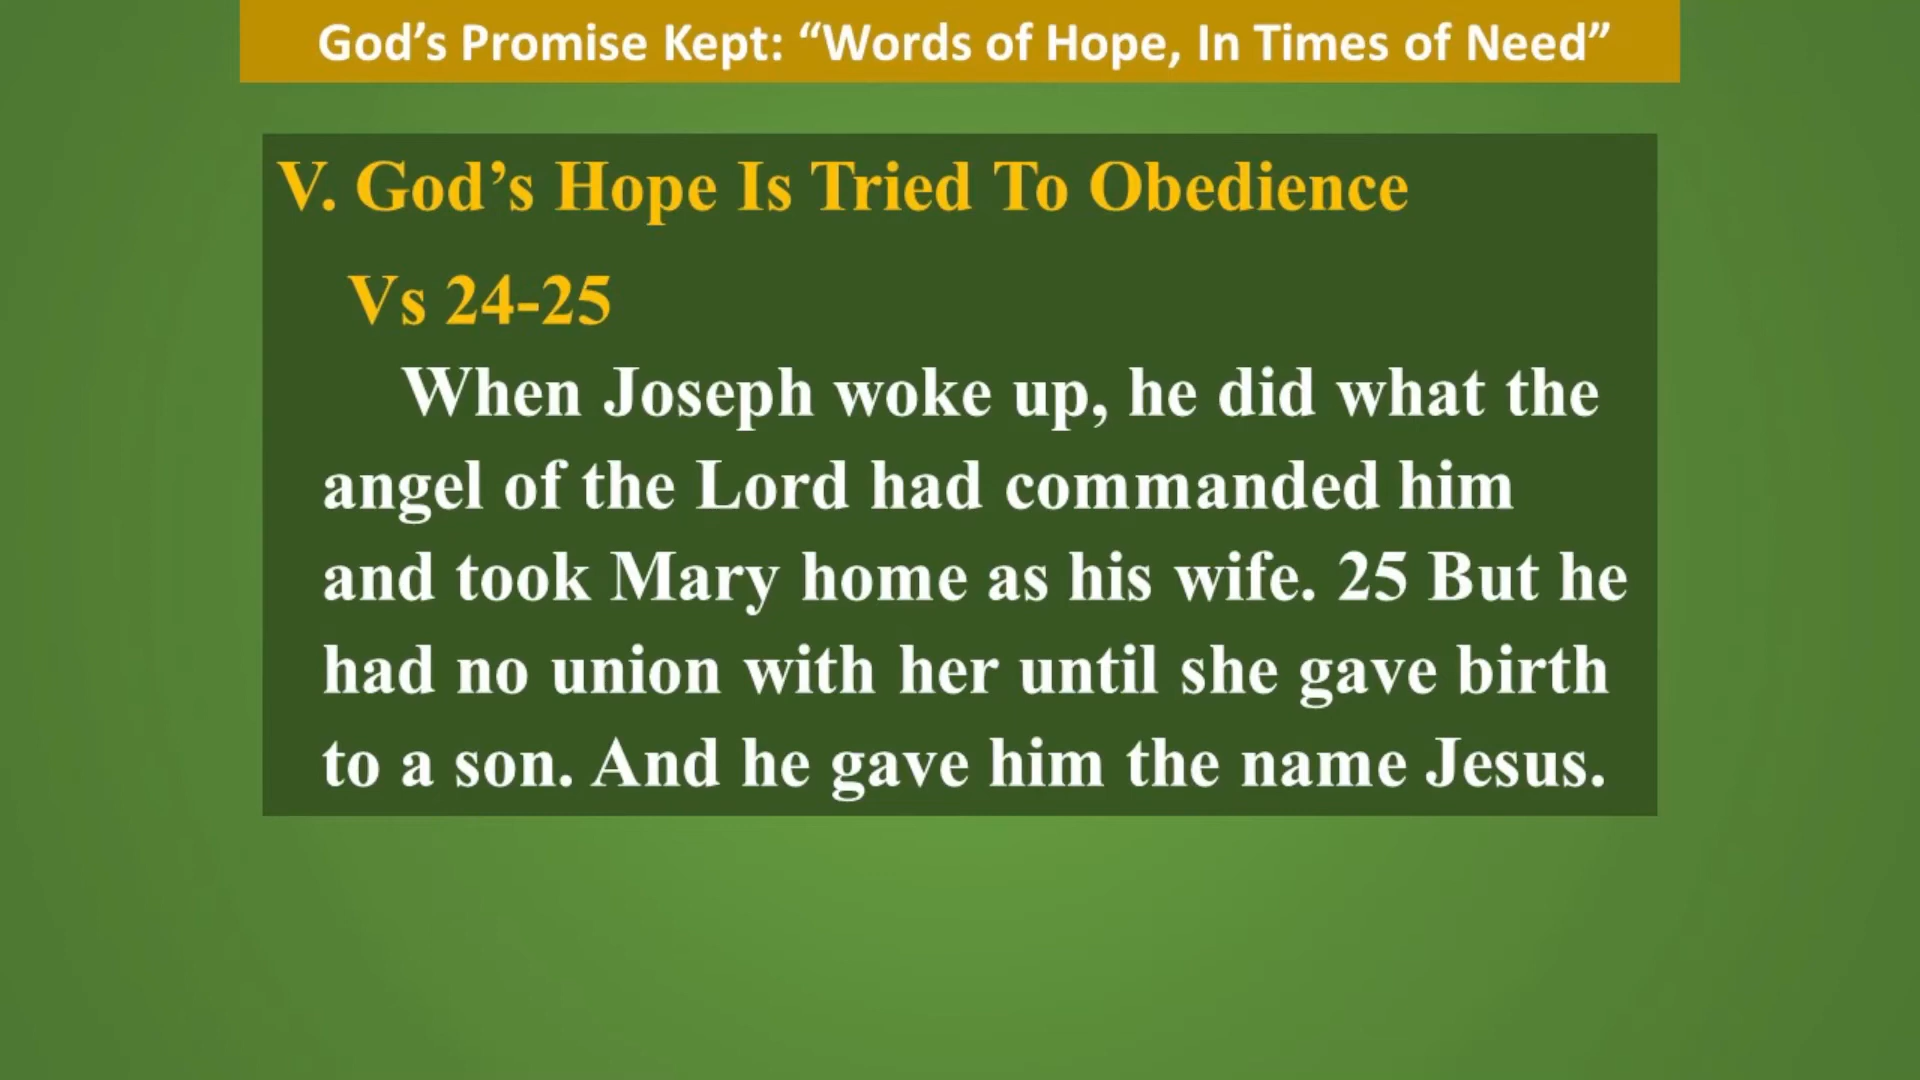 God’s Promise Kept: “Words of Hope, In Times of Need”
V. God’s Hope Is Tried To Obedience
Vs 24-25
When Joseph woke up, he did what the
angel of the Lord had commanded him
and took Mary home as his wife. 25 But he
had no union with her until she gave birth
to a son. And he gave him the name Jesus.